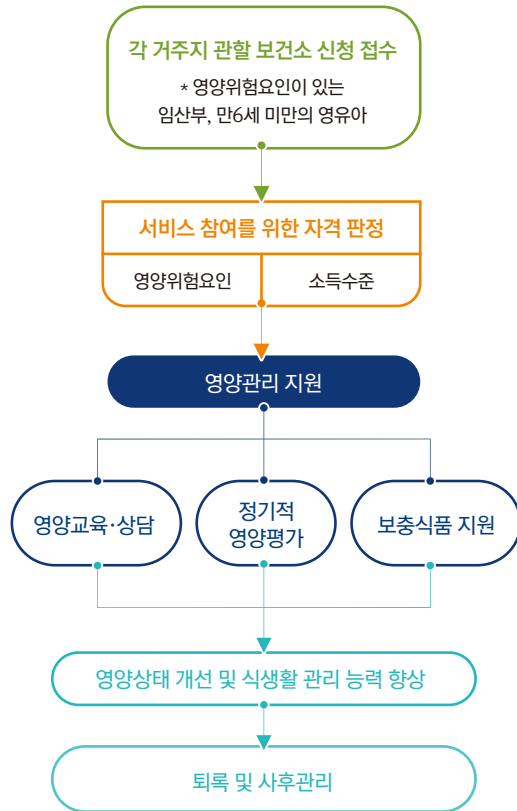 각 거주지 관할 보건소 신청 접수
* 영양위험요인이 있는
임산부, 만6세 미만의 영유아
서비스 참여를 위한 자격 판정
영양위험요인
소득수준
영양관리 지원
영양교육·상담
정기적
영양평가
보충식품 지원
영양상태 개선 및 식생활 관리 능력 향상
퇴록 및 사후관리